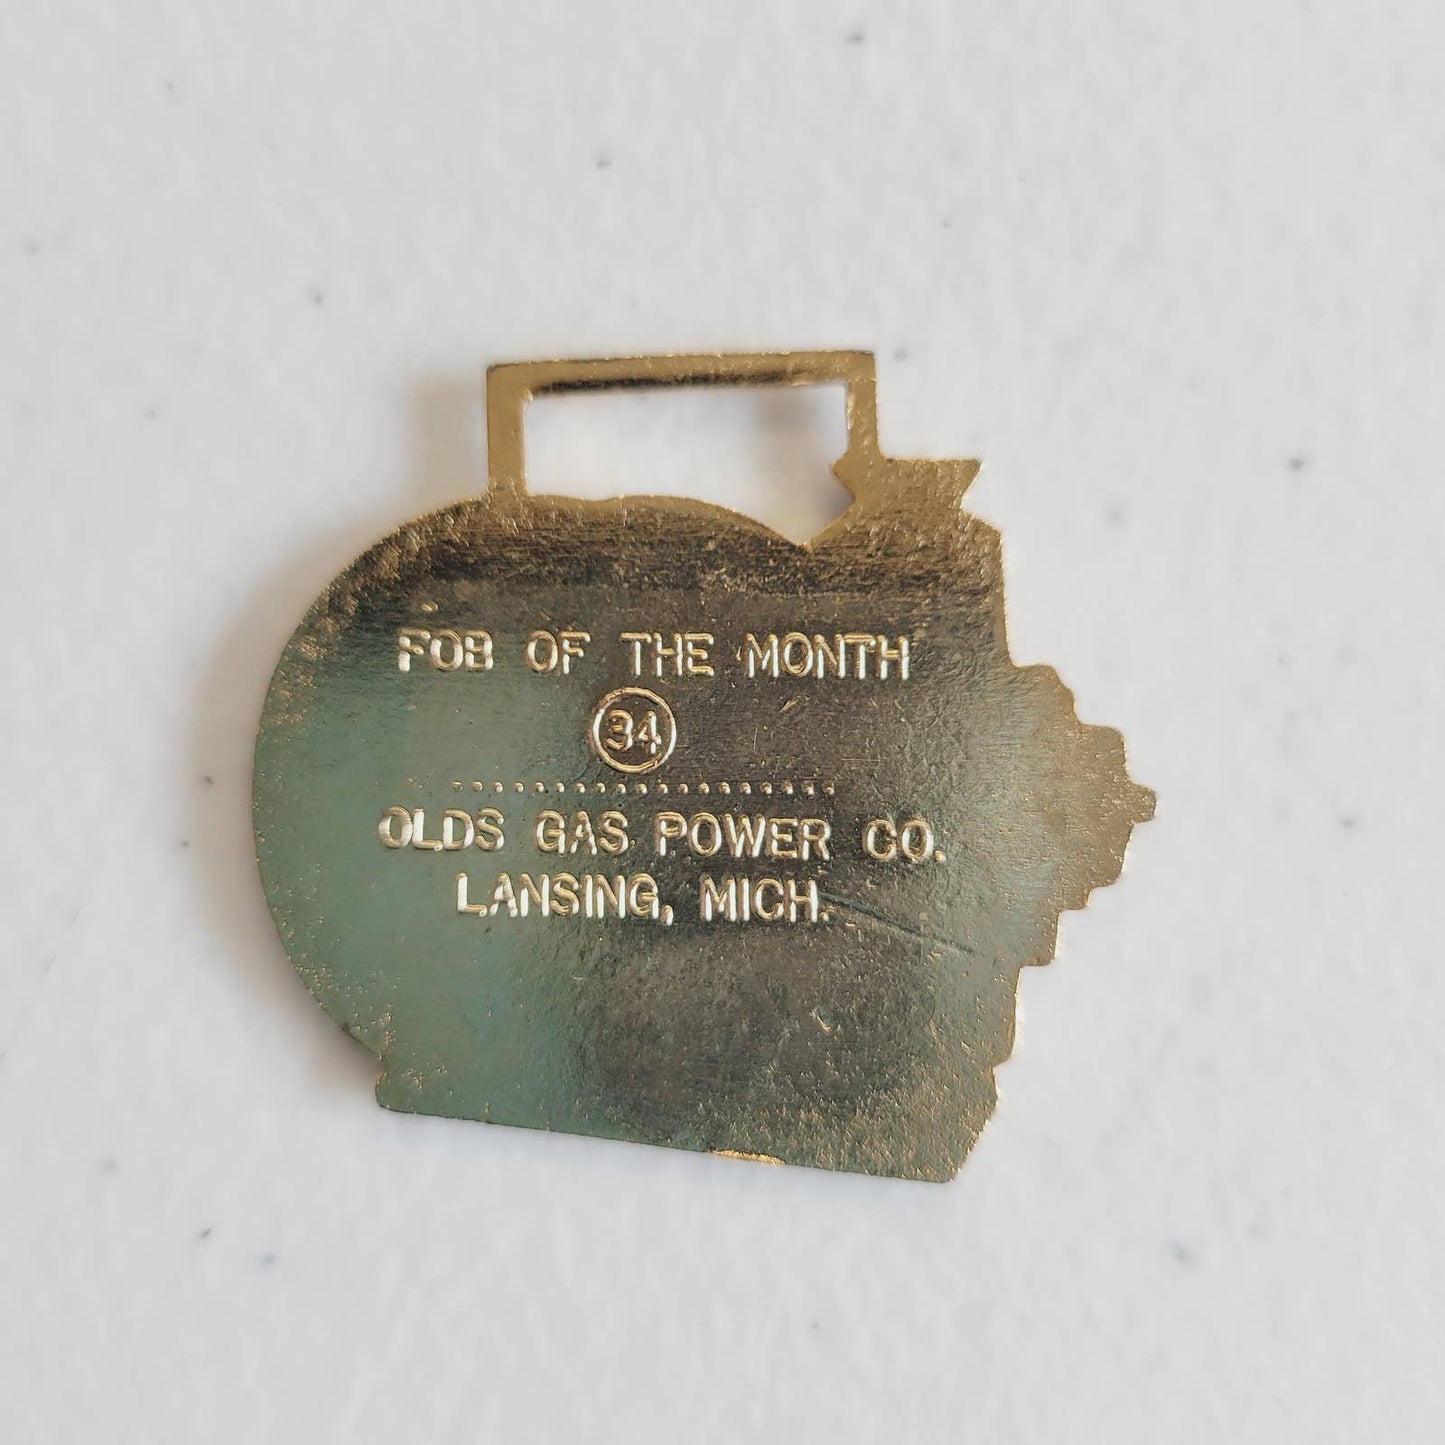 FOB OF THE MONTH
34
OLDS GAS POWER CO.
LANSING, MICH.